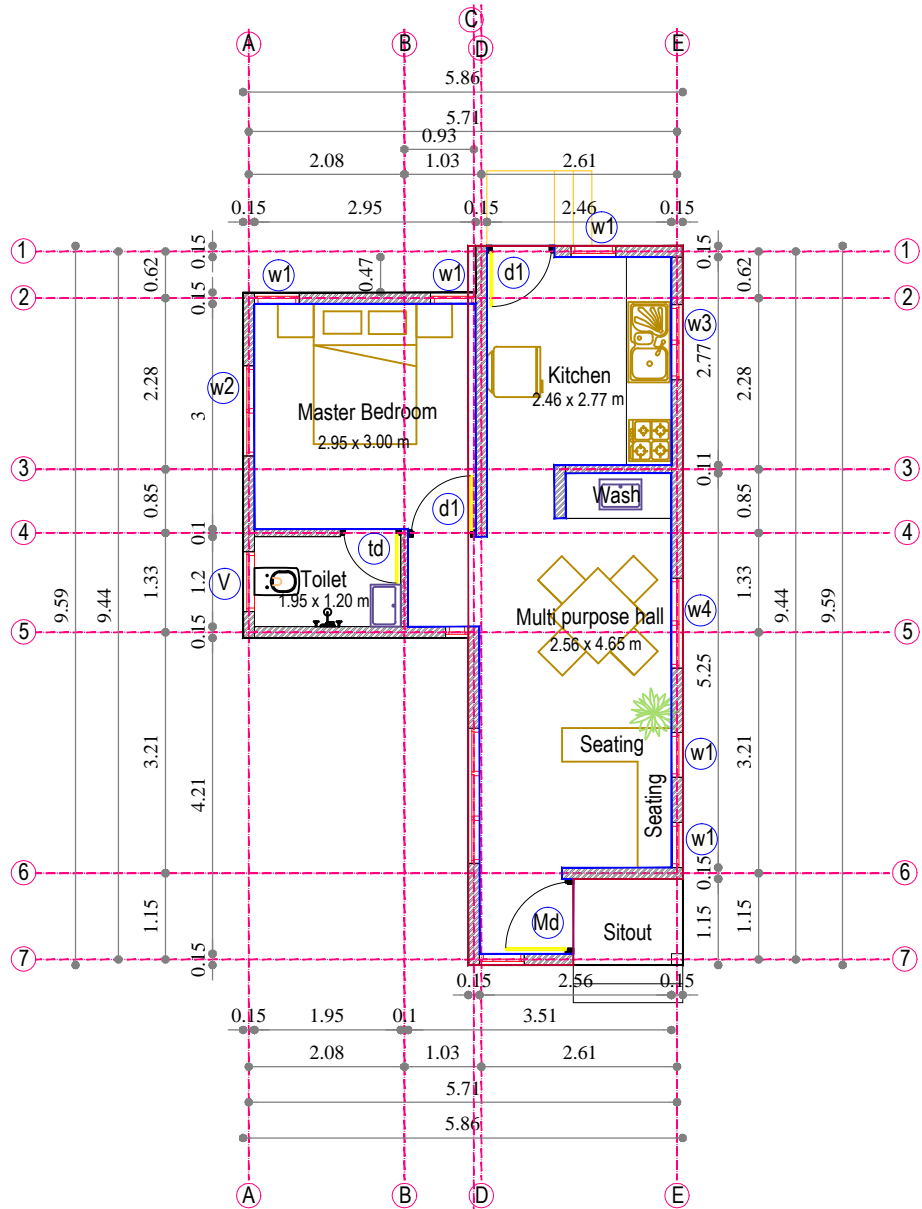 C
A B D E
5.86
5.71
0.93
2.08 1.03 2.61
0.15 2.95 0.15 2.46 0.15
w1
1 0.15 0.15 1
0.62 0.47 w1 w1 d1 0.62
2 0.15 2
w3
2.77
Kitchen
2.46 x 2.77 m
2.28 w2 3 2.28
Master Bedroom
2.95 x 3.00 m
3 0.11 3
Wash
0.85 d1 0.85
4 0.1 td 4
9.59 9.44 1.33 1.2 V Toilet w4 1.33 9.44 9.59
1.95 x 1.20 m
Multi purpose hall
2.56 x 4.65 m
5 0.15 5
5.25
3.21 4.21 Seating w1 3.21
Seating
w1
6 0.15 6
1.15 Md Sitout 1.15 1.15
7 0.15 7
0.15 2.56 0.15
0.15 1.95 0.1 3.51
2.08 1.03 2.61
5.71
5.86
A B D E